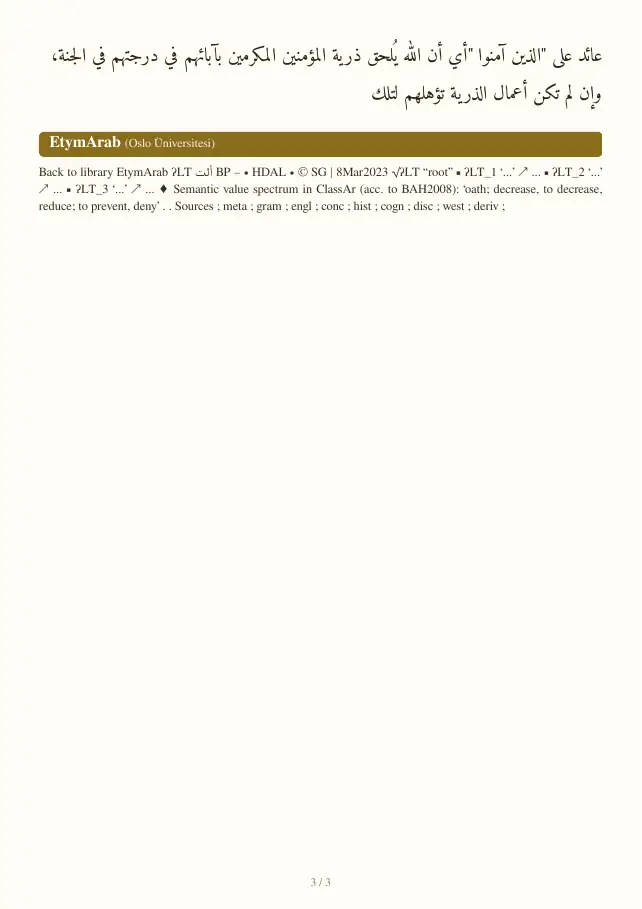 عائد على "الذين آمنوا "أي أن الله يُلحق ذرية المؤمنين المكرمين بآبائهم في درجتهم في الجنة،
وإن لم تكن أعمال الذرية تؤهلهم لتلك
EtymArab (Oslo Üniversitesi)
Back to library EtymArab ʔLT ألت BP – • HDAL • © SG | 8Mar2023 √ʔLT “root” ▪ ʔLT_1 ‘...’ ↗ ... ▪ ʔLT_2 ‘...’
↗ ... ▪ ʔLT_3 ‘...’ ↗ ... ♦ Semantic value spectrum in ClassAr (acc. to BAH2008): ‘oath; decrease, to decrease,
reduce; to prevent, deny’ . . Sources ; meta ; gram ; engl ; conc ; hist ; cogn ; disc ; west ; deriv ;
3 / 3